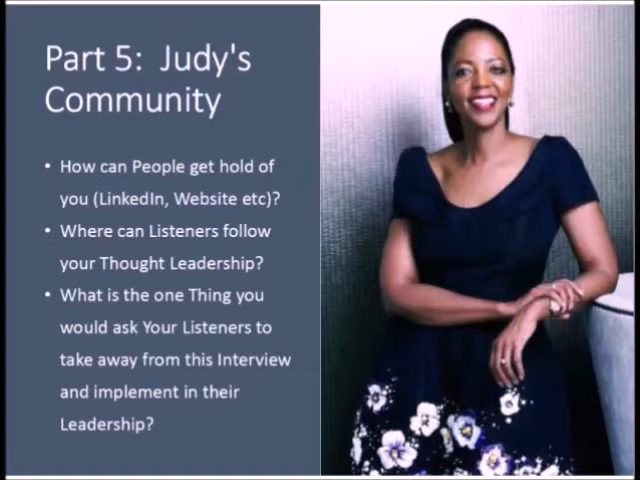 Part 5:  Judy's
Community
• How can People get hold of
you (LinkedIn, Website etc)?
• Where can Listeners follow
your Thought Leadership?
• What is the one Thing you
would ask Your Listeners to
take away from this Interview
and implement in their
Leadership?